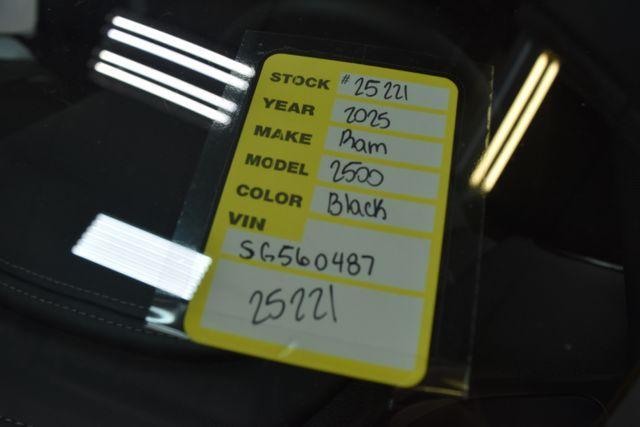 STOCK # 25221
YEAR 2025
MAKE Ram
MODEL 2500
COLOR Black
VIN
SG560487
25221